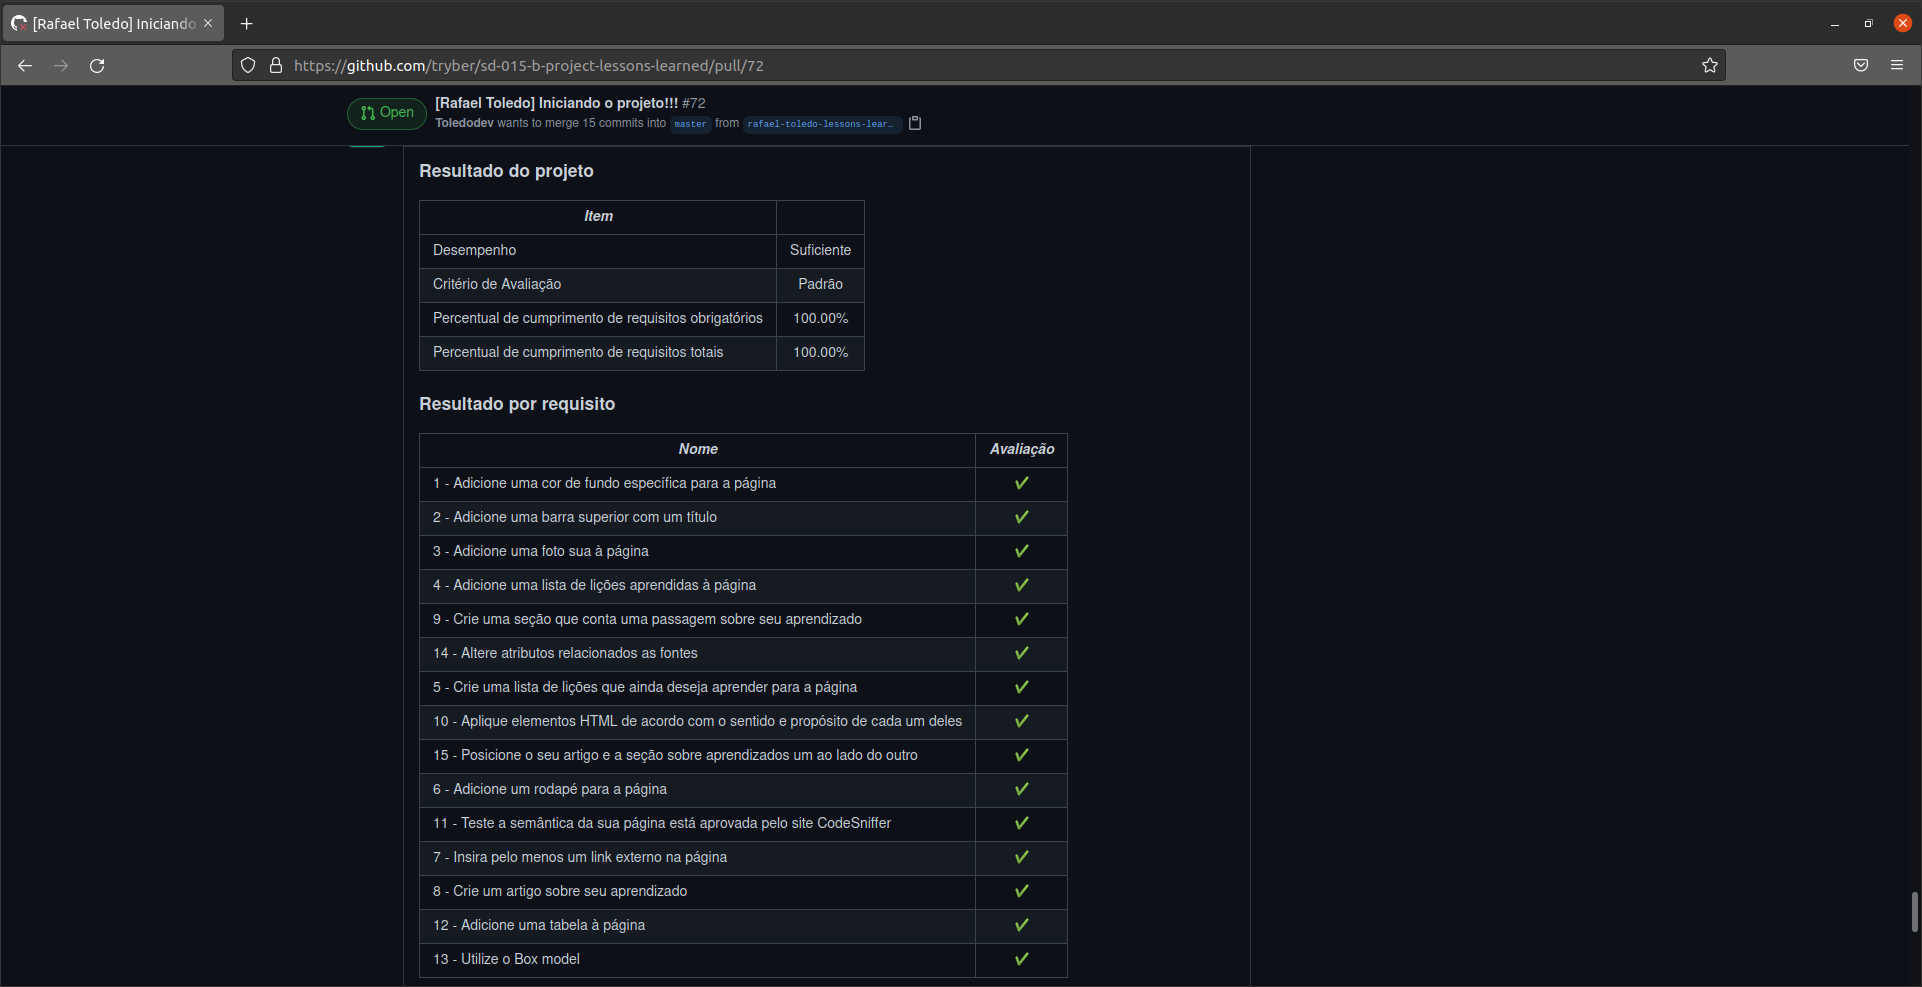 [Rafael Toledo] Iniciando
https://github.com/tryber/sd-015-b-project-lessons-learned/pull/72
Open
[Rafael Toledo] Iniciando o projeto!!! #72
Toledodev wants to merge 15 commits into master from rafael-toledo-lessons-lear…
Resultado do projeto
Item
Desempenho Suficiente
Critério de Avaliação Padrão
Percentual de cumprimento de requisitos obrigatórios 100.00%
Percentual de cumprimento de requisitos totais 100.00%
Resultado por requisito
Nome Avaliação
1 - Adicione uma cor de fundo específica para a página ✔
2 - Adicione uma barra superior com um título ✔
3 - Adicione uma foto sua à página ✔
4 - Adicione uma lista de lições aprendidas à página ✔
9 - Crie uma seção que conta uma passagem sobre seu aprendizado ✔
14 - Altere atributos relacionados as fontes ✔
5 - Crie uma lista de lições que ainda deseja aprender para a página ✔
10 - Aplique elementos HTML de acordo com o sentido e propósito de cada um deles ✔
15 - Posicione o seu artigo e a seção sobre aprendizados um ao lado do outro ✔
6 - Adicione um rodapé para a página ✔
11 - Teste a semântica da sua página está aprovada pelo site CodeSniffer ✔
7 - Insira pelo menos um link externo na página ✔
8 - Crie um artigo sobre seu aprendizado ✔
12 - Adicione uma tabela à página ✔
13 - Utilize o Box model ✔